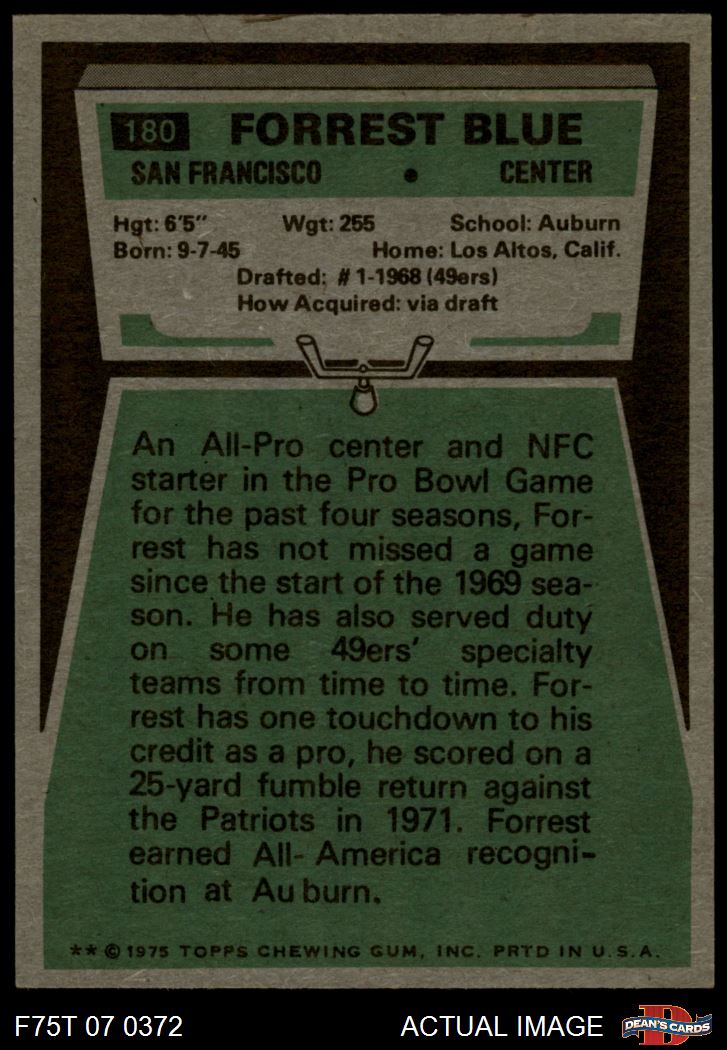 180 FORREST BLUE
SAN FRANCISCO • CENTER
Hgt: 6'5" Wgt: 255 School: Auburn
Born: 9-7-45 Home: Los Altos, Calif.
Drafted: #1-1968 (49ers)
How Acquired: via draft
An All-Pro center and NFC
starter in the Pro Bowl Game
for the past four seasons, For-
rest has not missed a game
since the start of the 1969 sea-
son. He has also served duty
on some 49ers' specialty
teams from time to time. For-
rest has one touchdown to his
credit as a pro, he scored on a
25-yard fumble return against
the Patriots in 1971. Forrest
earned All- America recogni-
tion at Auburn.
** © 1975 TOPPS CHEWING GUM, INC. PRTD IN U.S.A.
F75T 07 0372 ACTUAL IMAGE D DEAN'S CARDS